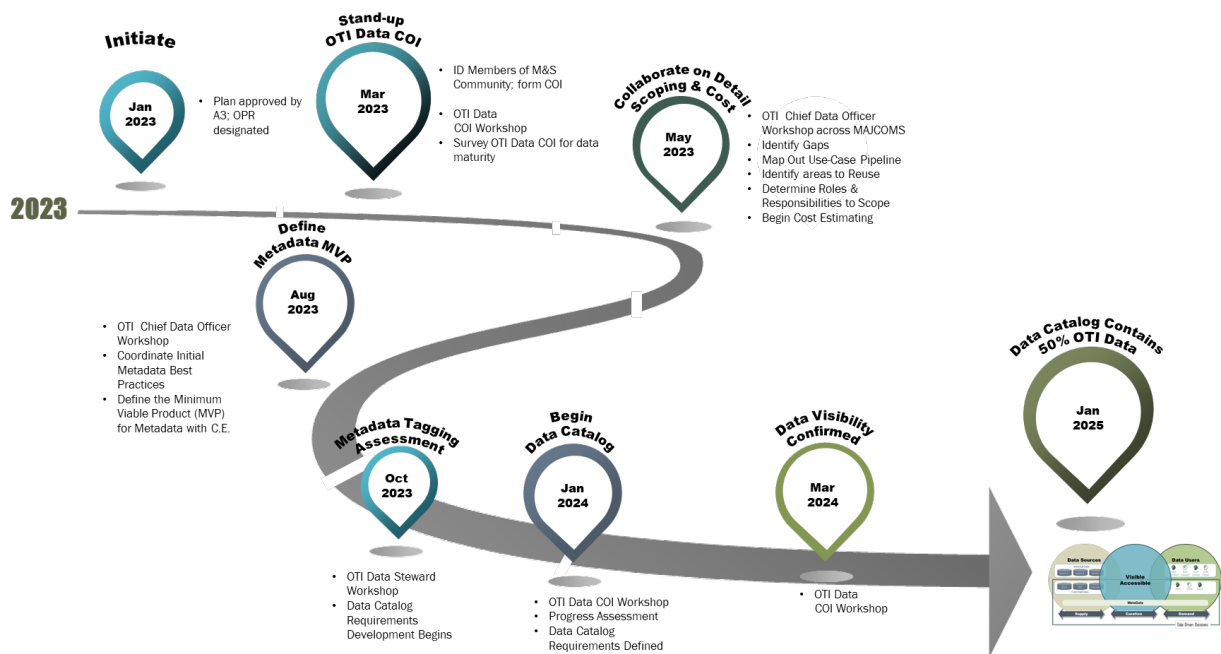 Initiate
Jan
2023
• Plan approved by
A3; OPR
designated
Stand-up
OTI Data COI
Mar
2023
• ID Members of M&S
Community; form COI
• OTI Data
COI Workshop
• Survey OTI Data COI for data
maturity
Collaborate on Detail
Scoping & Cost
May
2023
• OTI Chief Data Officer
Workshop across MAJCOMS
• Identify Gaps
• Map Out Use-Case Pipeline
• Identify areas to Reuse
• Determine Roles &
Responsibilities to Scope
• Begin Cost Estimating
2023
Define
Metadata MVP
Aug
2023
• OTI Chief Data Officer
Workshop
• Coordinate Initial
Metadata Best
Practices
• Define the Minimum
Viable Product (MVP)
for Metadata with C.E.
Metadata Tagging
Assessment
Oct
2023
• OTI Data Steward
Workshop
• Data Catalog
Requirements
Development Begins
Begin
Data Catalog
Jan
2024
• OTI Data COI Workshop
• Progress Assessment
• Data Catalog
Requirements Defined
Data Visibility
Confirmed
Mar
2024
• OTI Data
COI Workshop
Data Catalog Contains
50% OTI Data
Jan
2025
Data Sources
Data Users
Visible
Accessible
Metadata
Supply
Curation
Demand
Data Driven Decisions